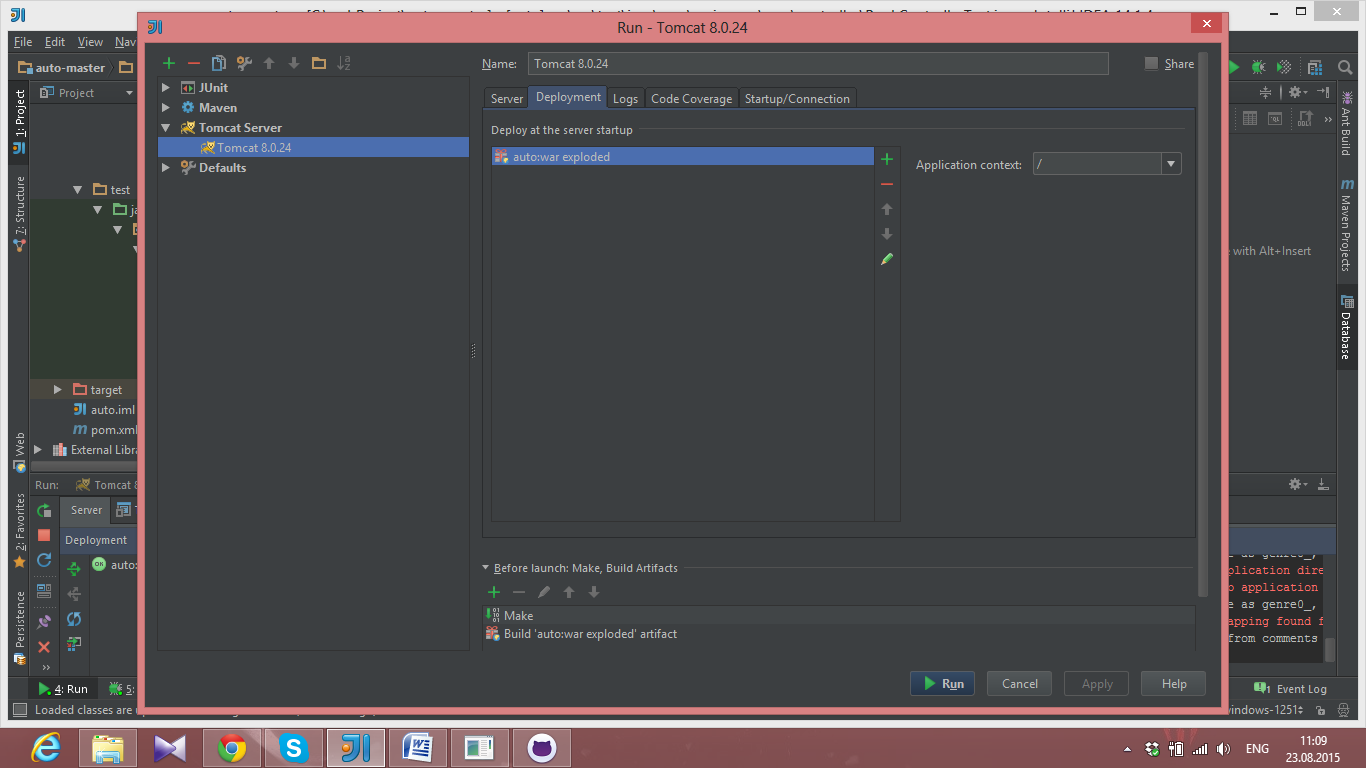 Run - Tomcat 8.0.24
File Edit View Nav
auto-master
Project
1: Project
7: Structure
Web
2: Favorites
Persistence
test
ja
target
auto.iml
pom.xml
External Libra
JUnit
Maven
Tomcat Server
Tomcat 8.0.24
Defaults
Name: Tomcat 8.0.24 Share
Server Deployment Logs Code Coverage Startup/Connection
Deploy at the server startup
auto:war exploded
Application context: /
Before launch: Make, Build Artifacts
Make
Build 'auto:war exploded' artifact
Run Cancel Apply Help
with Alt+Insert
Ant Build
Maven Projects
Database
Run: Tomcat 8
Server
Deployment
OK auto:
as genre0_,
plication dire
application
e as genre0_,
apping found f
from comments
4: Run 5:
1 Event Log
Loaded classes are
indows-1251
ENG
11:09
23.08.2015